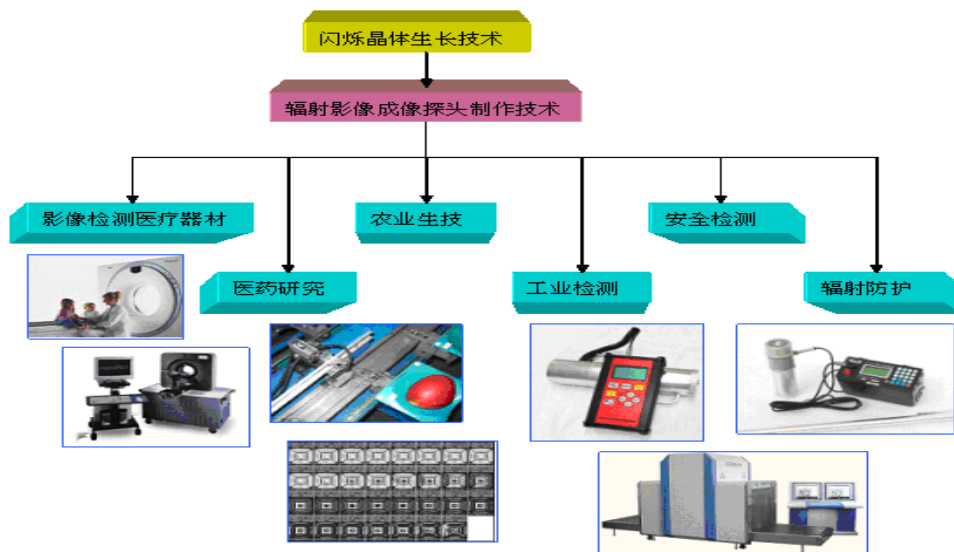 闪烁晶体生长技术
辐射影像成像探头制作技术
影像检测医疗器材
农业生技
安全检测
医药研究
工业检测
辐射防护